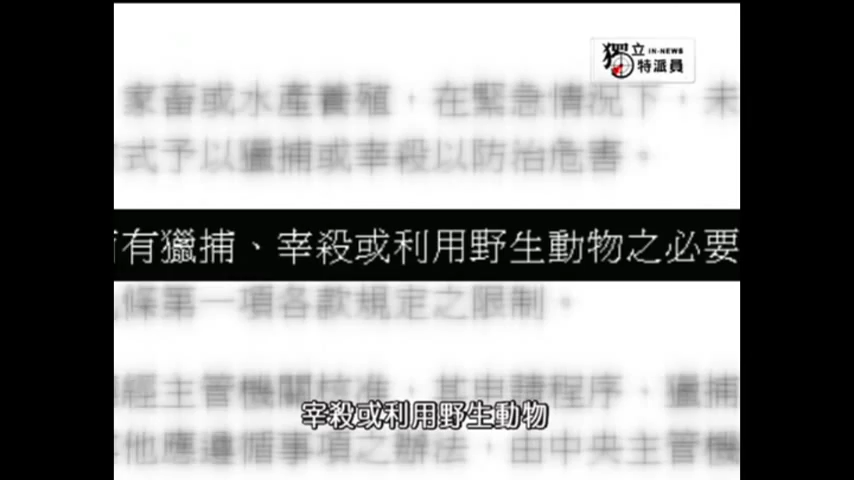 獨立特派員
IN-NEWS
家畜或水產養殖，在緊急情況下，未
式予以獵捕或宰殺以防治危害。
有獵捕、宰殺或利用野生動物之必要
條第一項各款規定之限制。
經主管機關核准，其申請程序、獵捕
宰殺或利用野生動物
他應遵循事項之辦法，由中央主管機